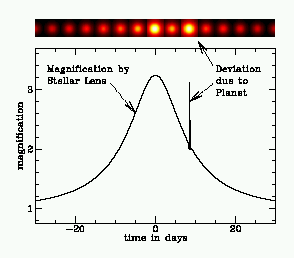 Magnification by
Stellar Lens
Deviation
due to
Planet
magnification
3
2
1
-20
0
20
time in days